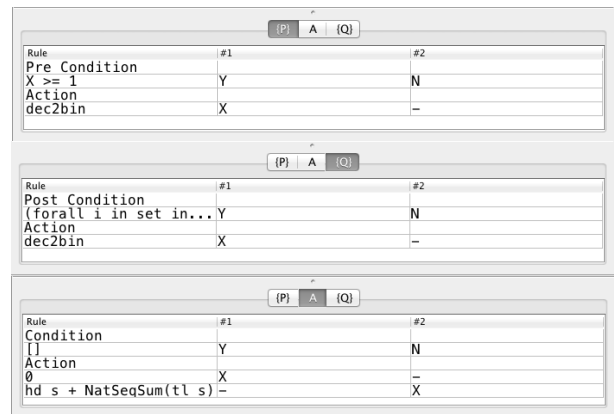 {P} A {Q}
Rule #1 #2
Pre Condition
X >= 1 Y N
Action
dec2bin X –
{P} A {Q}
Rule #1 #2
Post Condition
(forall i in set in... Y N
Action
dec2bin X –
{P} A {Q}
Rule #1 #2
Condition
[] Y N
Action
0 X –
hd s + NatSeqSum(tl s) – X